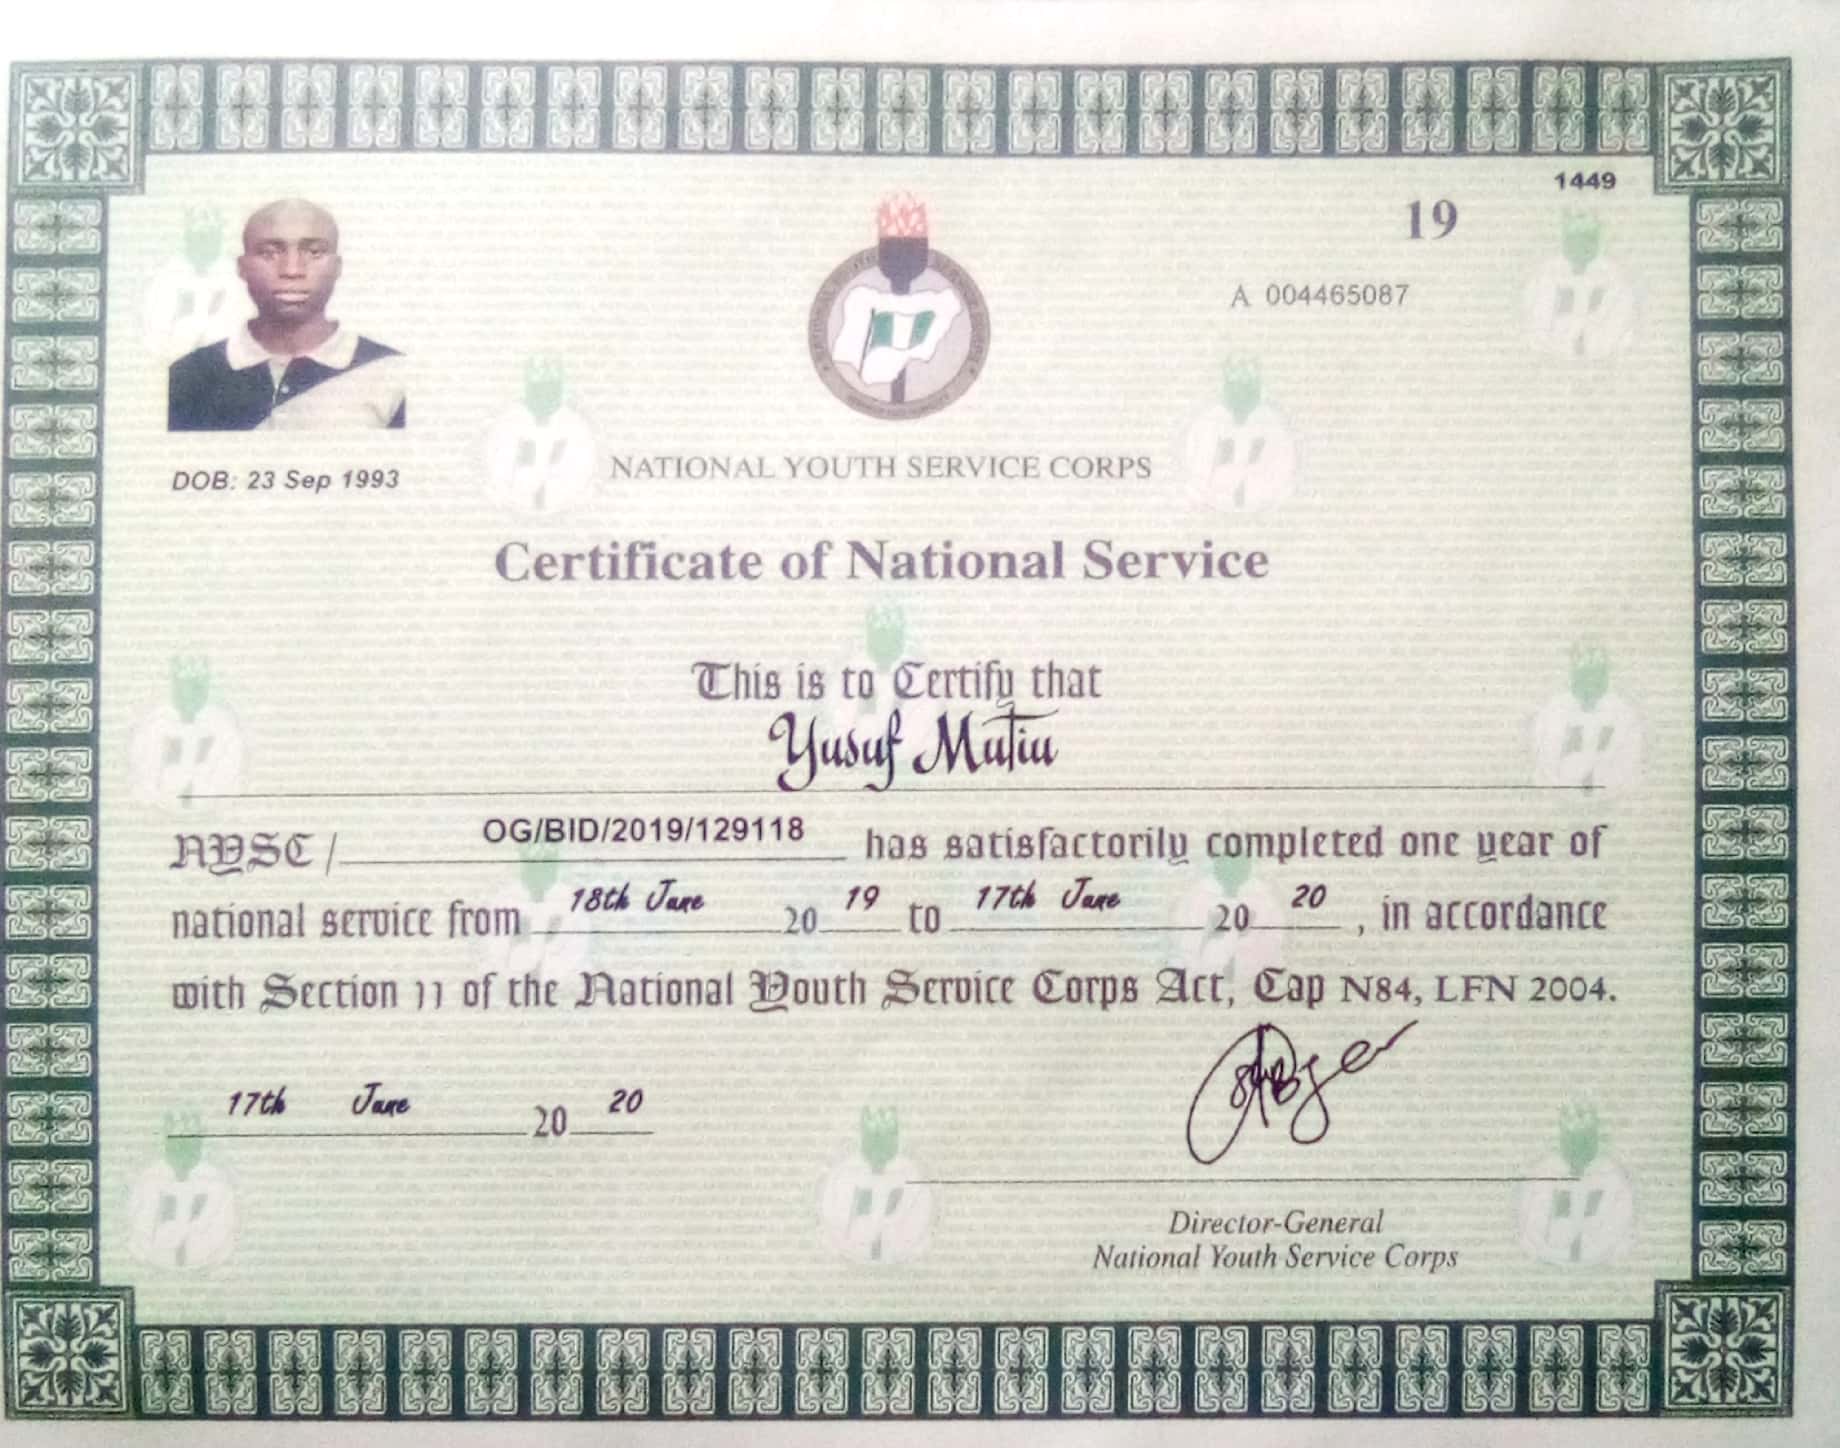 1449
19
A 004465087
DOB: 23 Sep 1993
NATIONAL YOUTH SERVICE CORPS
Certificate of National Service
This is to Certify that
Yusuf Mutiu
NYSC / OG/BID/2019/129118 has satisfactorily completed one year of
national service from 18th June 20 19 to 17th June 20 20 , in accordance
with Section 11 of the National Youth Service Corps Act, Cap N84, LFN 2004.
17th June 20 20
Director-General
National Youth Service Corps